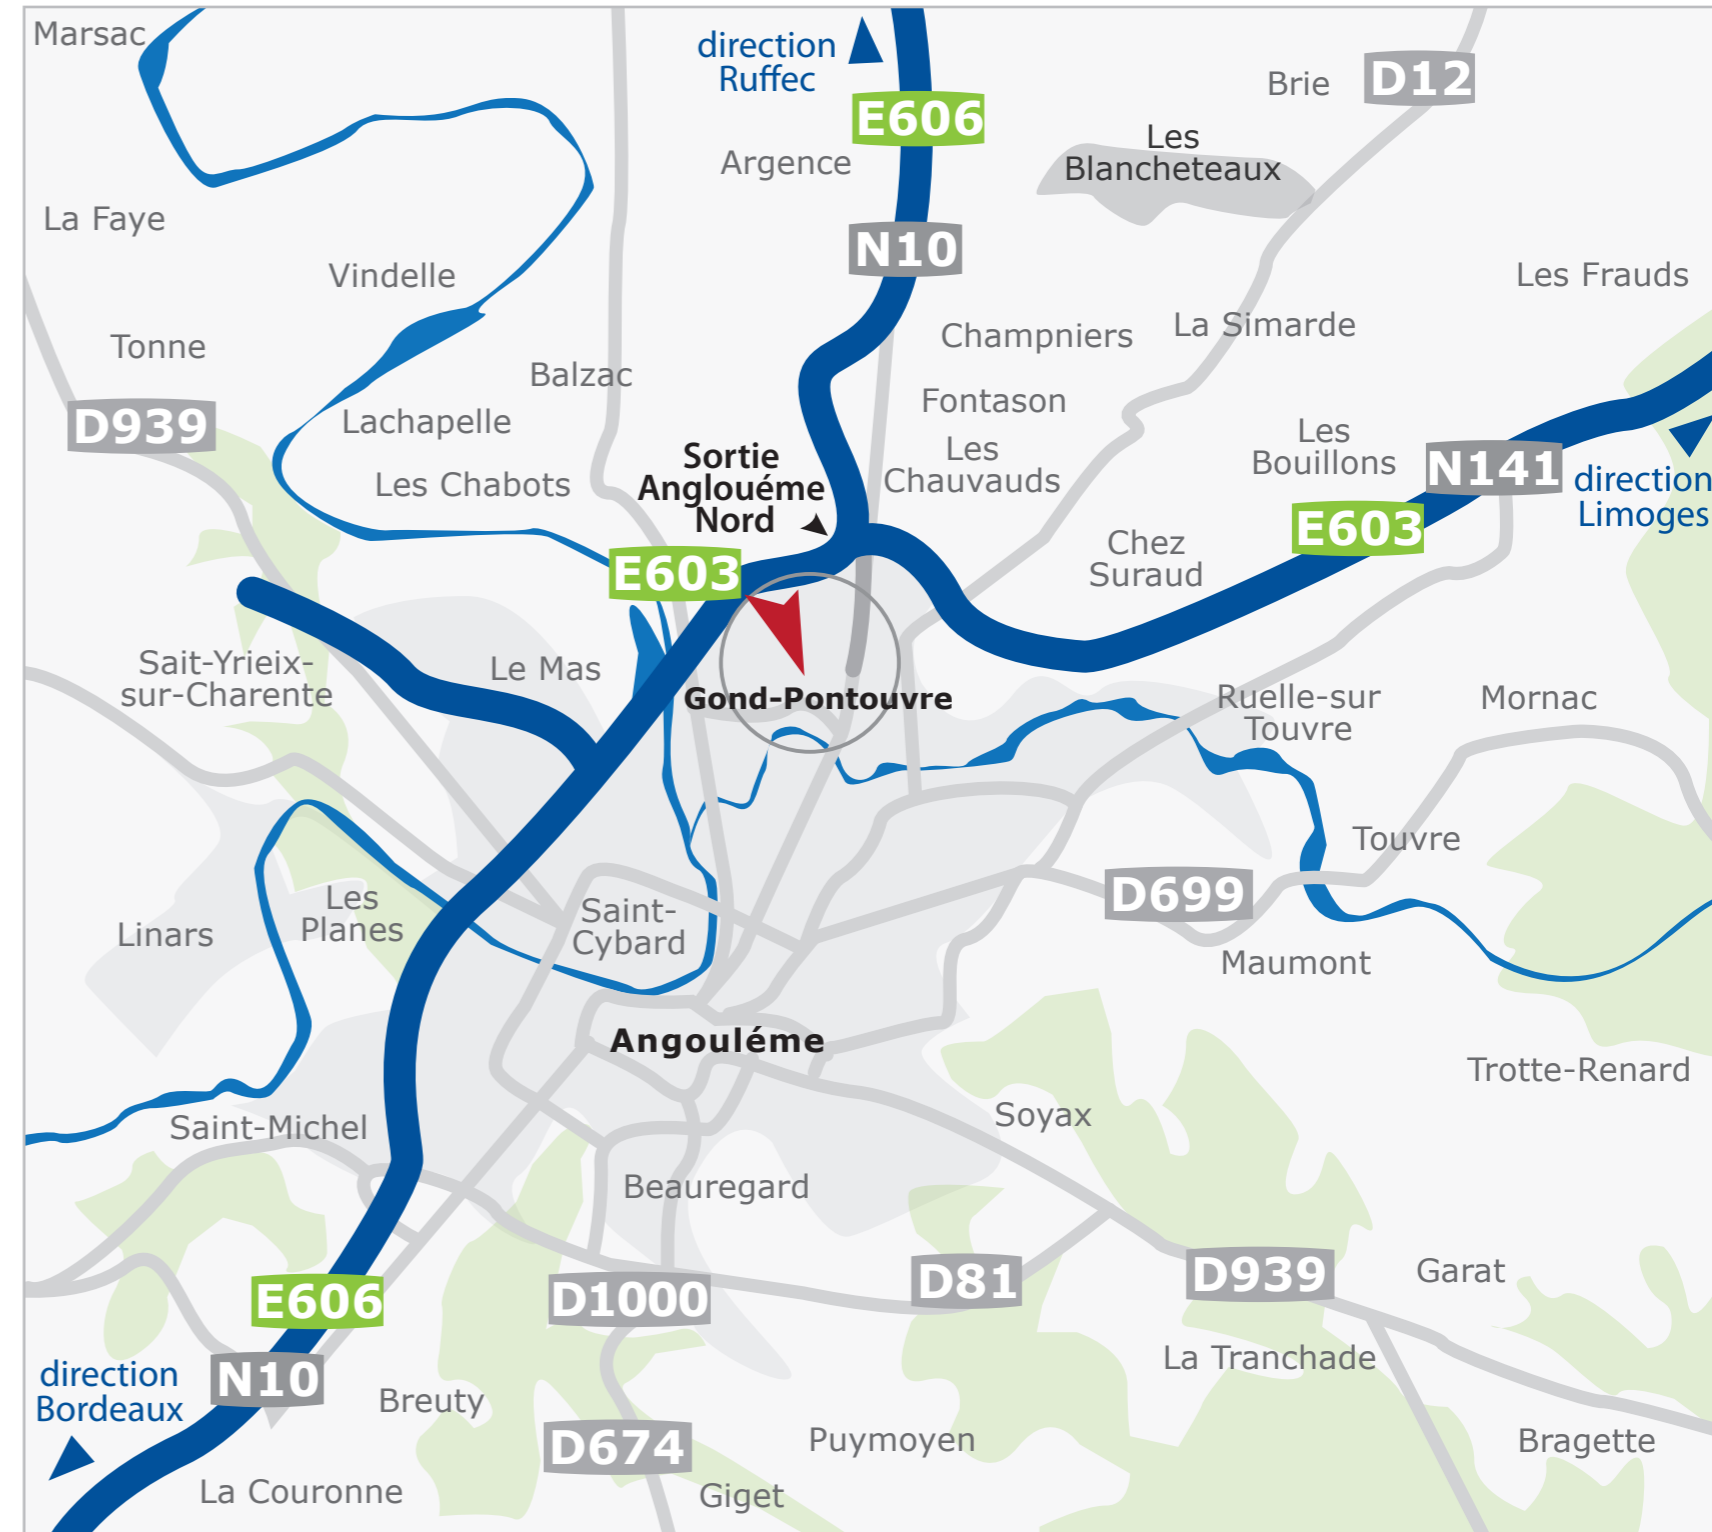 Marsac
direction
Ruffec
Brie
D12
E606
Les
Blancheteaux
Argence
La Faye
N10
Vindelle
Les Frauds
Champniers
La Simarde
Tonne
Balzac
Fontason
D939
Lachapelle
Les
Bouillons
Sortie
Anglouéme
Nord
Les
Chauvauds
N141
direction
Limoges
Les Chabots
E603
Chez
Suraud
E603
Sait-Yrieix-
sur-Charente
Le Mas
Gond-Pontouvre
Ruelle-sur
Touvre
Mornac
Touvre
D699
Les
Planes
Saint-
Cybard
Linars
Maumont
Angouléme
Trotte-Renard
Saint-Michel
Soyax
Beauregard
E606
D1000
D81
D939
Garat
direction
Bordeaux
N10
Breuty
La Tranchade
D674
Puymoyen
Bragette
La Couronne
Giget